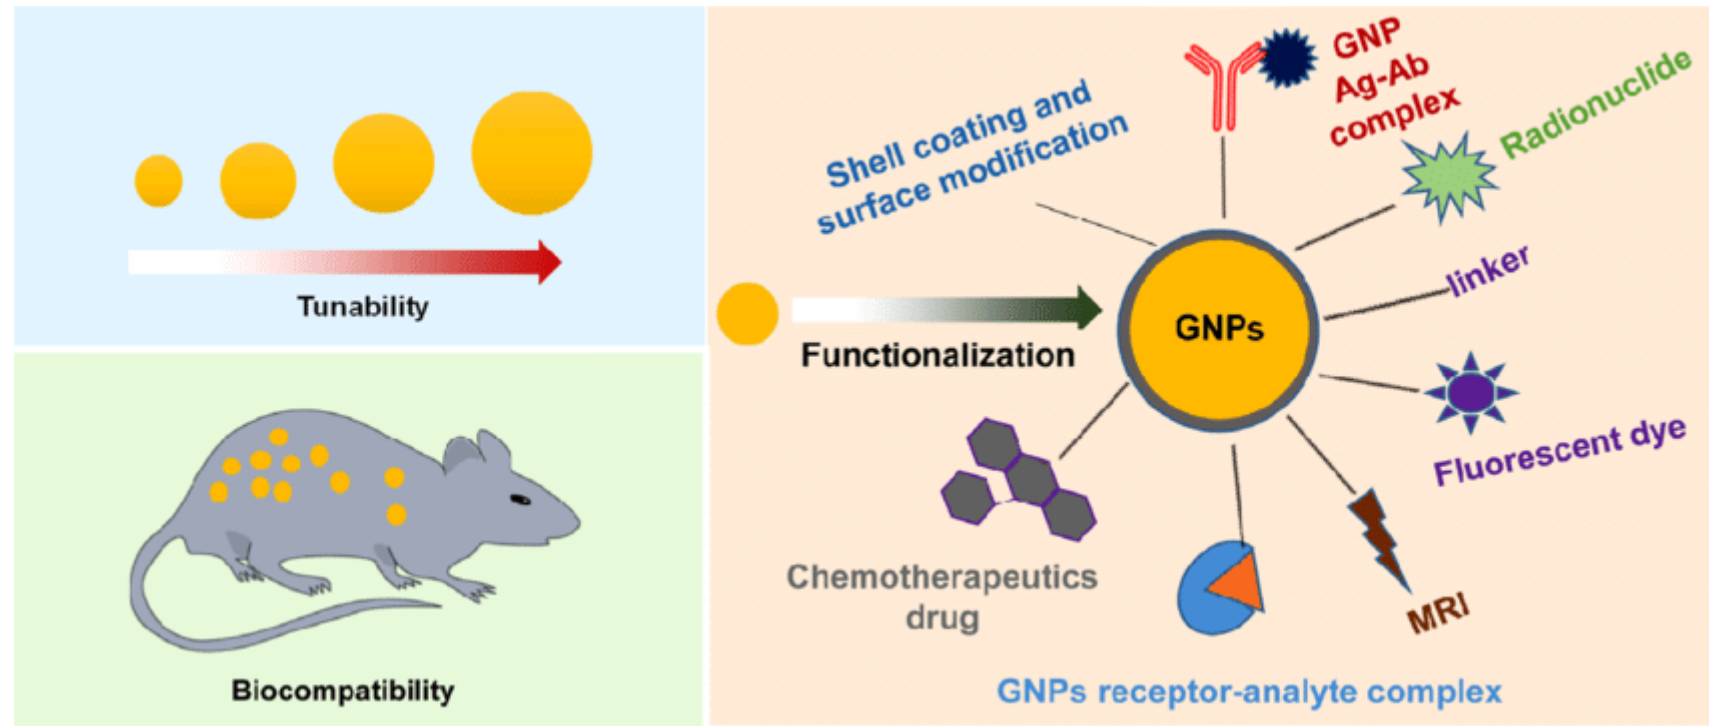 Tunability
Biocompatibility
Functionalization
GNPs
Shell coating and
surface modification
GNP
Ag-Ab
complex
Radionuclide
linker
Fluorescent dye
MRI
GNPs receptor-analyte complex
Chemotherapeutics
drug